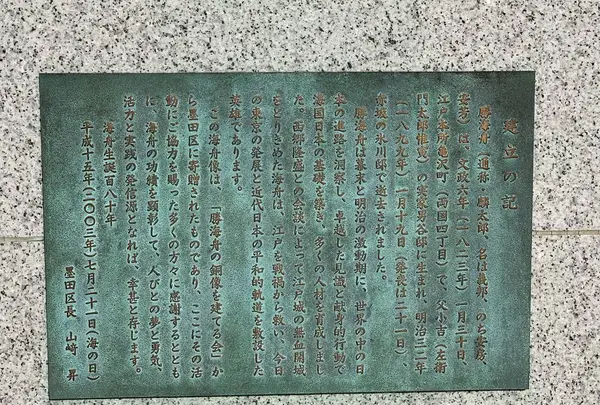 建立の記
勝海舟(通称・麟太郎、名は義邦、のち安房、
安芳)は、文政六年(一八二三年)一月三十日、
江戸本所亀沢町(両国四丁目)で、父小吉(左衛
門太郎惟寅)の実家男谷邸に生まれ、明治三二年
(一八九九年)一月十九日(発表は二十一日)、
赤坂の氷川邸で逝去されました。
勝海舟は幕末と明治の激動期に、世界の中の日
本の進路を洞察し、卓越した見識と献身的行動で
海国日本の基礎を築き、多くの人材を育成しまし
た。西郷隆盛との会談によって江戸城の無血開城
をとりきめた海舟は、江戸を戦禍から救い、今日
の東京の発展と近代日本の平和的軌道を敷設した
英雄であります。
この海舟像は、「勝海舟の銅像を建てる会」か
ら墨田区に寄贈されたものであり、ここにその活
動にご協力を賜った多くの方々に感謝するととも
に、海舟の功績を顕彰して、人びとの夢と勇気、
活力と実践の発信源となれば、幸甚と存じます。
海舟生誕百八十年
平成十五年(二〇〇三年)七月二十一日(海の日)
墨田区長 山﨑 昇